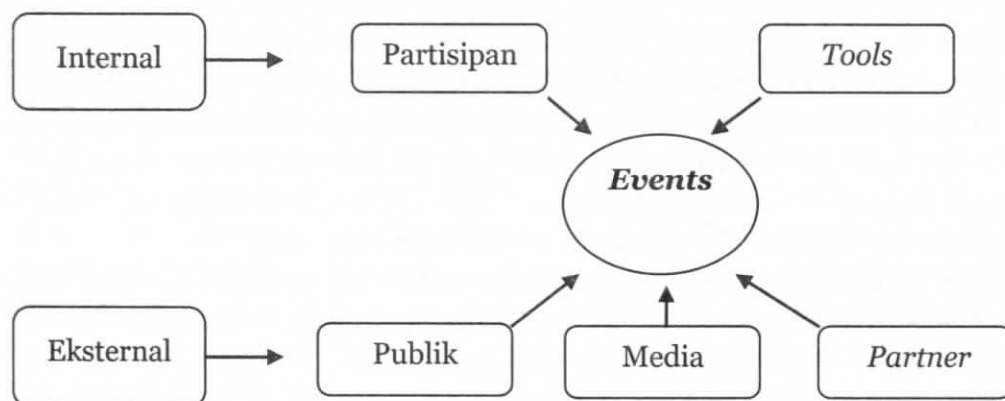 Internal
Partisipan
Tools
Events
Eksternal
Publik
Media
Partner